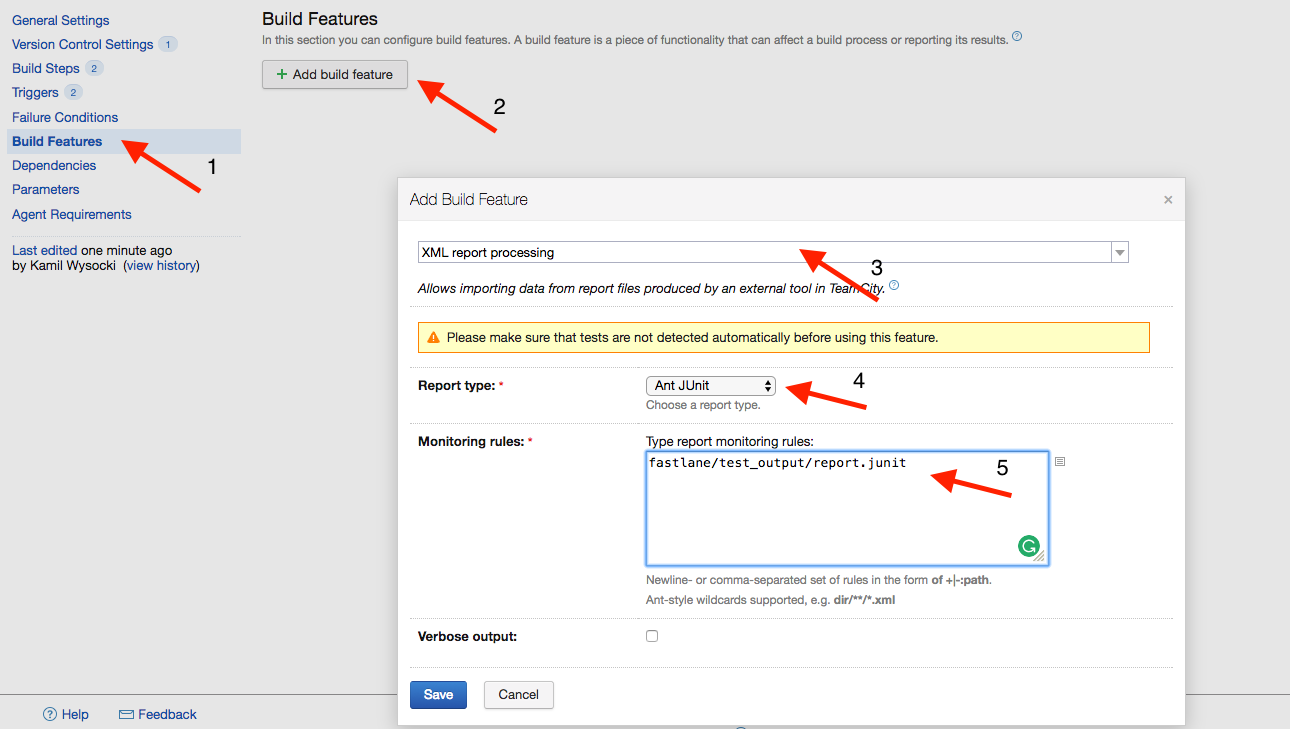 General Settings
Version Control Settings 1
Build Steps 2
Triggers 2
Failure Conditions
Build Features
1
Dependencies
Parameters
Agent Requirements
Last edited one minute ago
by Kamil Wysocki (view history)
Build Features
In this section you can configure build features. A build feature is a piece of functionality that can affect a build process or reporting its results. ?
+ Add build feature
2
Add Build Feature ×
XML report processing
3
Allows importing data from report files produced by an external tool in TeamCity. ?
Please make sure that tests are not detected automatically before using this feature.
Report type: * Ant JUnit
4
Choose a report type.
Monitoring rules: * Type report monitoring rules:
fastlane/test_output/report.junit
5
Newline- or comma-separated set of rules in the form of +|-:path.
Ant-style wildcards supported, e.g. dir/**/*.xml
Verbose output:
Save Cancel
? Help Feedback